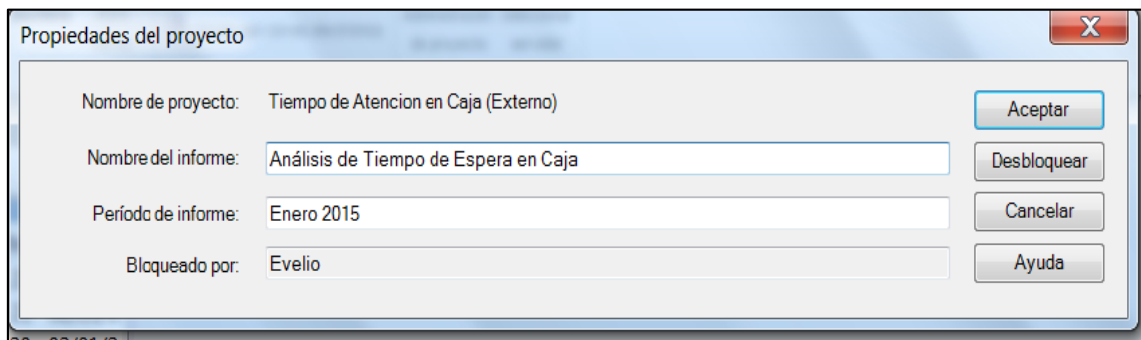 Propiedades del proyecto
Nombre de proyecto: Tiempo de Atencion en Caja (Externo)
Aceptar
Nombre del informe: Análisis de Tiempo de Espera en Caja
Desbloquear
Período de informe: Enero 2015
Cancelar
Bloqueado por: Evelio
Ayuda